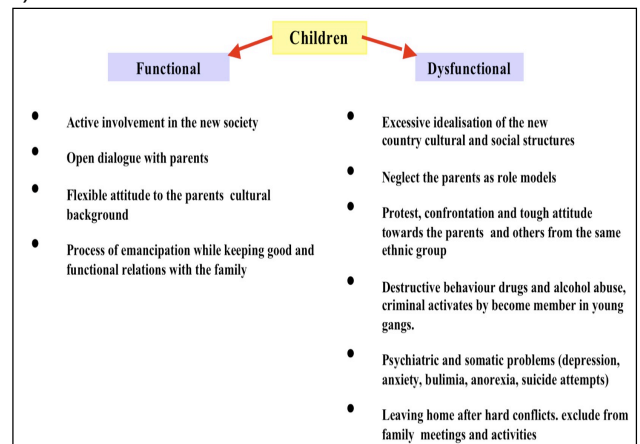 Children
Functional
Dysfunctional
• Active involvement in the new society
• Open dialogue with parents
• Flexible attitude to the parents cultural
background
• Process of emancipation while keeping good and
functional relations with the family
• Excessive idealisation of the new
country cultural and social structures
• Neglect the parents as role models
• Protest, confrontation and tough attitude
towards the parents and others from the same
ethnic group
• Destructive behaviour drugs and alcohol abuse,
criminal activates by become member in young
gangs.
• Psychiatric and somatic problems (depression,
anxiety, bulimia, anorexia, suicide attempts)
• Leaving home after hard conflicts. exclude from
family meetings and activities